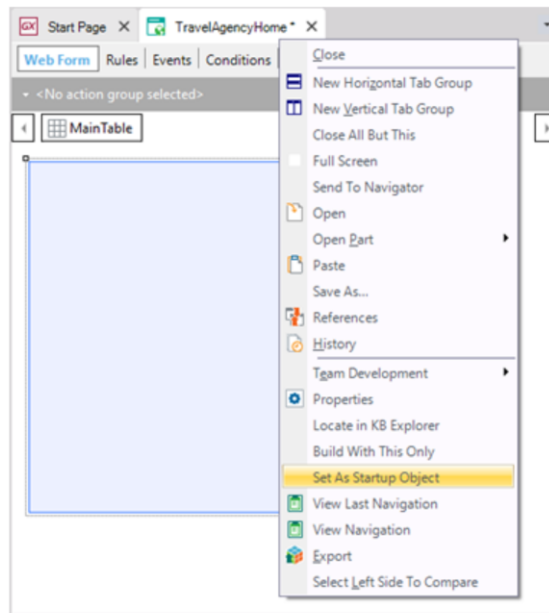 GX Start Page X TravelAgencyHome * X
Web Form Rules Events Conditions
<No action group selected>
MainTable
Close
New Horizontal Tab Group
New Vertical Tab Group
Close All But This
Full Screen
Send To Navigator
Open
Open Part
Paste
Save As...
References
History
Team Development
Properties
Locate in KB Explorer
Build With This Only
Set As Startup Object
View Last Navigation
View Navigation
Export
Select Left Side To Compare